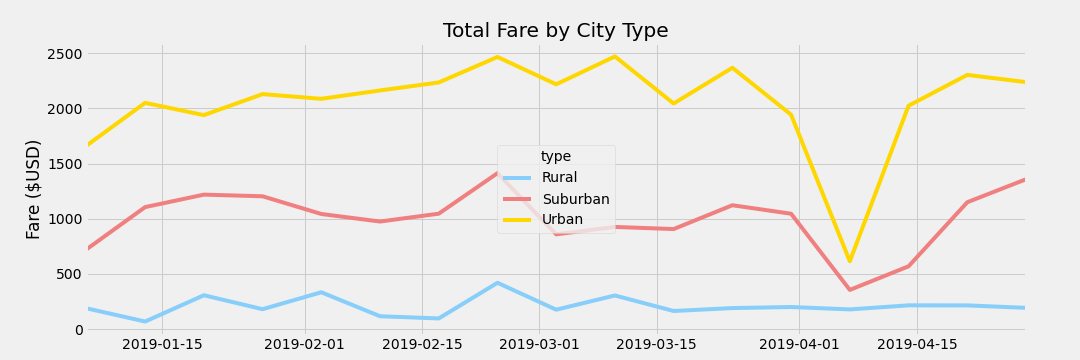 Total Fare by City Type
Fare ($USD)
2500
2000
1500
1000
500
0
type
Rural
Suburban
Urban
2019-01-15 2019-02-01 2019-02-15 2019-03-01 2019-03-15 2019-04-01 2019-04-15